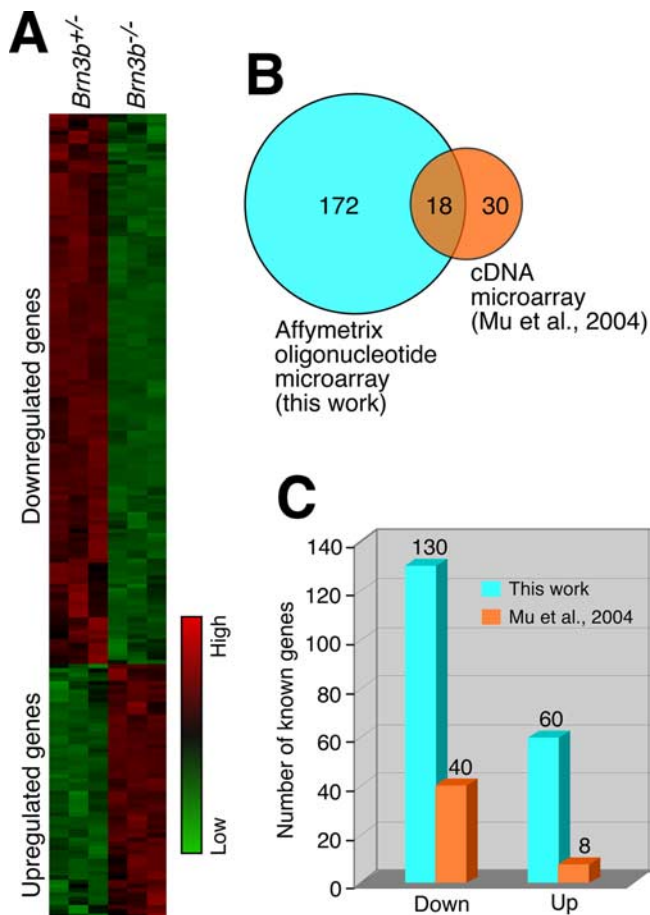 A
Brn3b+/-
Brn3b-/-
Downregulated genes
Upregulated genes
High
Low
B
172
18
30
cDNA
microarray
(Mu et al., 2004)
Affymetrix
oligonucleotide
microarray
(this work)
C
Number of known genes
140
120
100
80
60
40
20
0
130
40
60
8
This work
Mu et al., 2004
Down
Up